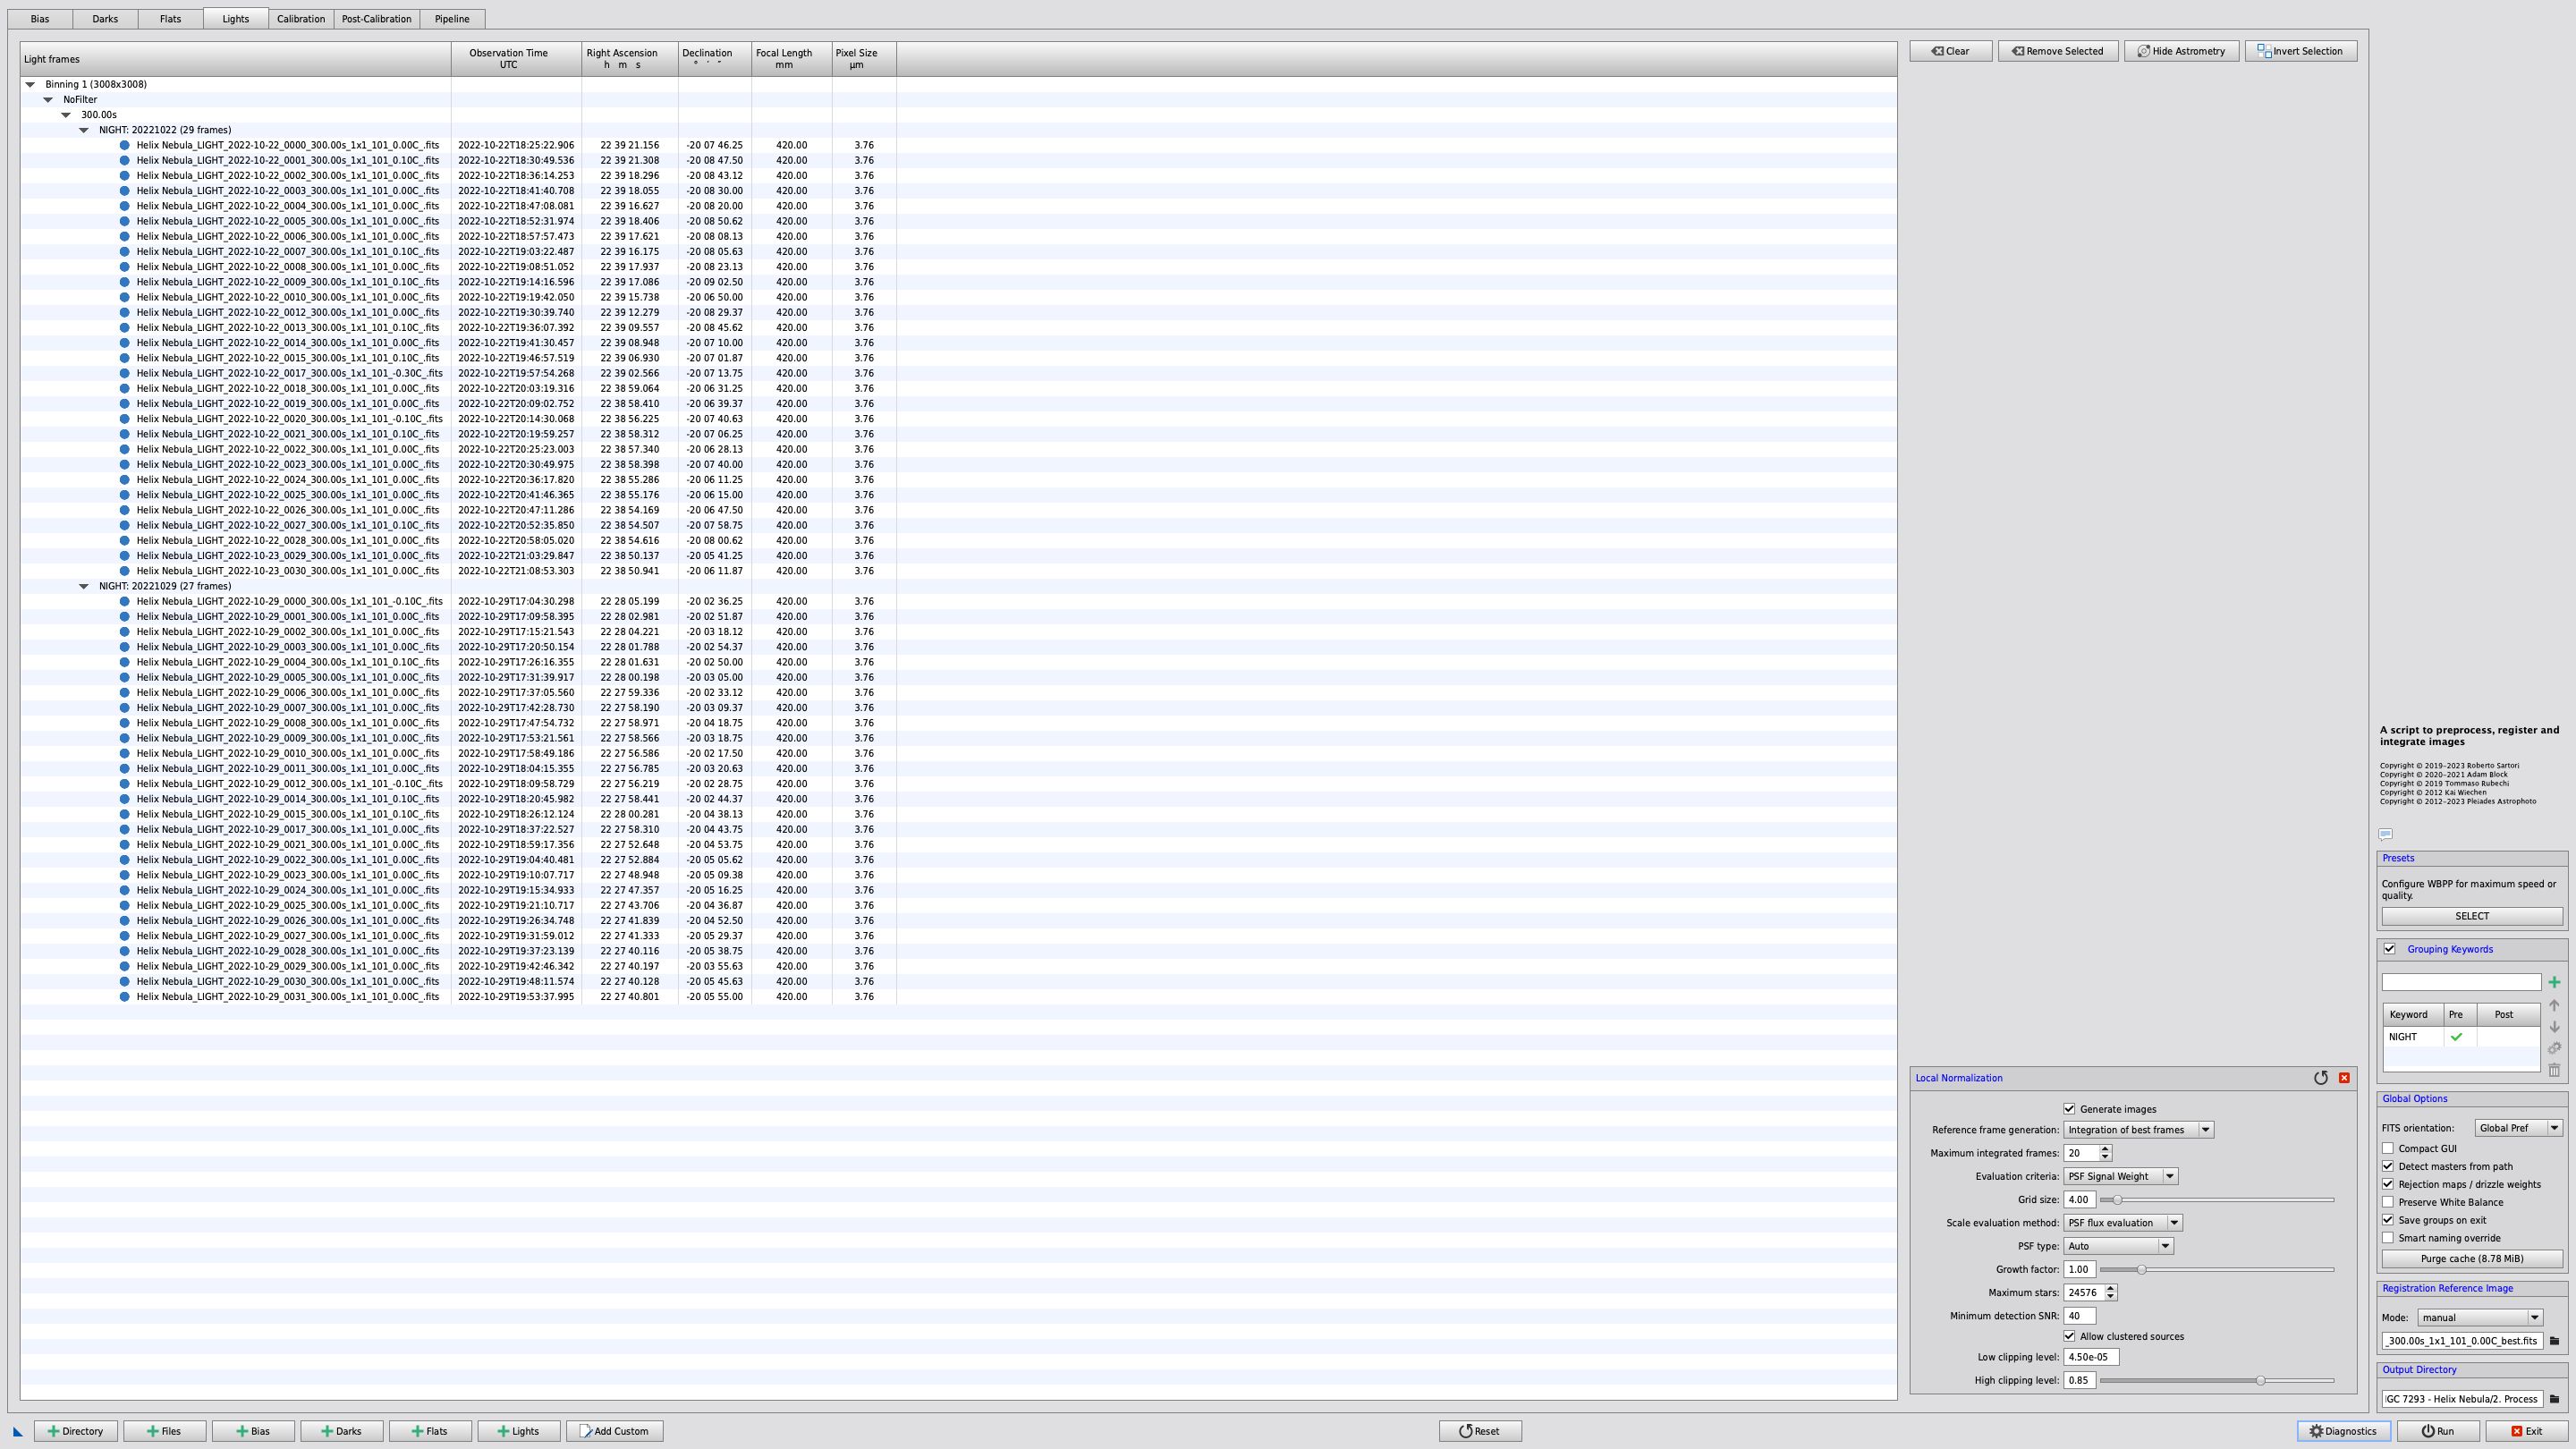 Bias Darks Flats Lights Calibration Post-Calibration Pipeline
Light frames Observation Time UTC Right Ascension h m s Declination ° ' " Focal Length mm Pixel Size µm
Clear Remove Selected Hide Astrometry Invert Selection
Binning 1 (3008x3008)
NoFilter
300.00s
NIGHT: 20221022 (29 frames)
Helix Nebula_LIGHT_2022-10-22_0000_300.00s_1x1_101_0.00C_.fits 2022-10-22T18:25:22.906 22 39 21.156 -20 07 46.25 420.00 3.76
Helix Nebula_LIGHT_2022-10-22_0001_300.00s_1x1_101_0.10C_.fits 2022-10-22T18:30:49.536 22 39 21.308 -20 08 47.50 420.00 3.76
Helix Nebula_LIGHT_2022-10-22_0002_300.00s_1x1_101_0.00C_.fits 2022-10-22T18:36:14.253 22 39 18.296 -20 08 43.12 420.00 3.76
Helix Nebula_LIGHT_2022-10-22_0003_300.00s_1x1_101_0.00C_.fits 2022-10-22T18:41:40.708 22 39 18.055 -20 08 30.00 420.00 3.76
Helix Nebula_LIGHT_2022-10-22_0004_300.00s_1x1_101_0.00C_.fits 2022-10-22T18:47:08.081 22 39 16.627 -20 08 20.00 420.00 3.76
Helix Nebula_LIGHT_2022-10-22_0005_300.00s_1x1_101_0.00C_.fits 2022-10-22T18:52:31.974 22 39 18.406 -20 08 50.62 420.00 3.76
Helix Nebula_LIGHT_2022-10-22_0006_300.00s_1x1_101_0.00C_.fits 2022-10-22T18:57:57.473 22 39 17.621 -20 08 08.13 420.00 3.76
Helix Nebula_LIGHT_2022-10-22_0007_300.00s_1x1_101_0.10C_.fits 2022-10-22T19:03:22.487 22 39 16.175 -20 08 05.63 420.00 3.76
Helix Nebula_LIGHT_2022-10-22_0008_300.00s_1x1_101_0.00C_.fits 2022-10-22T19:08:51.052 22 39 17.937 -20 08 23.13 420.00 3.76
Helix Nebula_LIGHT_2022-10-22_0009_300.00s_1x1_101_0.10C_.fits 2022-10-22T19:14:16.596 22 39 17.086 -20 09 02.50 420.00 3.76
Helix Nebula_LIGHT_2022-10-22_0010_300.00s_1x1_101_0.00C_.fits 2022-10-22T19:19:42.050 22 39 15.738 -20 06 50.00 420.00 3.76
Helix Nebula_LIGHT_2022-10-22_0012_300.00s_1x1_101_0.00C_.fits 2022-10-22T19:30:39.740 22 39 12.279 -20 08 29.37 420.00 3.76
Helix Nebula_LIGHT_2022-10-22_0013_300.00s_1x1_101_0.10C_.fits 2022-10-22T19:36:07.392 22 39 09.557 -20 08 45.62 420.00 3.76
Helix Nebula_LIGHT_2022-10-22_0014_300.00s_1x1_101_0.00C_.fits 2022-10-22T19:41:30.457 22 39 08.948 -20 07 10.00 420.00 3.76
Helix Nebula_LIGHT_2022-10-22_0015_300.00s_1x1_101_0.10C_.fits 2022-10-22T19:46:57.519 22 39 06.930 -20 07 01.87 420.00 3.76
Helix Nebula_LIGHT_2022-10-22_0017_300.00s_1x1_101_-0.30C_.fits 2022-10-22T19:57:54.268 22 39 02.566 -20 07 13.75 420.00 3.76
Helix Nebula_LIGHT_2022-10-22_0018_300.00s_1x1_101_0.00C_.fits 2022-10-22T20:03:19.316 22 38 59.064 -20 06 31.25 420.00 3.76
Helix Nebula_LIGHT_2022-10-22_0019_300.00s_1x1_101_0.00C_.fits 2022-10-22T20:09:02.752 22 38 58.410 -20 06 39.37 420.00 3.76
Helix Nebula_LIGHT_2022-10-22_0020_300.00s_1x1_101_-0.10C_.fits 2022-10-22T20:14:30.068 22 38 56.225 -20 07 40.63 420.00 3.76
Helix Nebula_LIGHT_2022-10-22_0021_300.00s_1x1_101_0.10C_.fits 2022-10-22T20:19:59.257 22 38 58.312 -20 07 06.25 420.00 3.76
Helix Nebula_LIGHT_2022-10-22_0022_300.00s_1x1_101_0.00C_.fits 2022-10-22T20:25:23.003 22 38 57.340 -20 06 28.13 420.00 3.76
Helix Nebula_LIGHT_2022-10-22_0023_300.00s_1x1_101_0.00C_.fits 2022-10-22T20:30:49.975 22 38 58.398 -20 07 40.00 420.00 3.76
Helix Nebula_LIGHT_2022-10-22_0024_300.00s_1x1_101_0.00C_.fits 2022-10-22T20:36:17.820 22 38 55.286 -20 06 11.25 420.00 3.76
Helix Nebula_LIGHT_2022-10-22_0025_300.00s_1x1_101_0.00C_.fits 2022-10-22T20:41:46.365 22 38 55.176 -20 06 15.00 420.00 3.76
Helix Nebula_LIGHT_2022-10-22_0026_300.00s_1x1_101_0.00C_.fits 2022-10-22T20:47:11.286 22 38 54.169 -20 06 47.50 420.00 3.76
Helix Nebula_LIGHT_2022-10-22_0027_300.00s_1x1_101_0.10C_.fits 2022-10-22T20:52:35.850 22 38 54.507 -20 07 58.75 420.00 3.76
Helix Nebula_LIGHT_2022-10-22_0028_300.00s_1x1_101_0.00C_.fits 2022-10-22T20:58:05.020 22 38 54.616 -20 08 00.62 420.00 3.76
Helix Nebula_LIGHT_2022-10-23_0029_300.00s_1x1_101_0.00C_.fits 2022-10-22T21:03:29.847 22 38 50.137 -20 05 41.25 420.00 3.76
Helix Nebula_LIGHT_2022-10-23_0030_300.00s_1x1_101_0.00C_.fits 2022-10-22T21:08:53.303 22 38 50.941 -20 06 11.87 420.00 3.76
NIGHT: 20221029 (27 frames)
Helix Nebula_LIGHT_2022-10-29_0000_300.00s_1x1_101_-0.10C_.fits 2022-10-29T17:04:30.298 22 28 05.199 -20 02 36.25 420.00 3.76
Helix Nebula_LIGHT_2022-10-29_0001_300.00s_1x1_101_0.00C_.fits 2022-10-29T17:09:58.395 22 28 02.981 -20 02 51.87 420.00 3.76
Helix Nebula_LIGHT_2022-10-29_0002_300.00s_1x1_101_0.00C_.fits 2022-10-29T17:15:21.543 22 28 04.221 -20 03 18.12 420.00 3.76
Helix Nebula_LIGHT_2022-10-29_0003_300.00s_1x1_101_0.00C_.fits 2022-10-29T17:20:50.154 22 28 01.788 -20 02 54.37 420.00 3.76
Helix Nebula_LIGHT_2022-10-29_0004_300.00s_1x1_101_0.10C_.fits 2022-10-29T17:26:16.355 22 28 01.631 -20 02 50.00 420.00 3.76
Helix Nebula_LIGHT_2022-10-29_0005_300.00s_1x1_101_0.00C_.fits 2022-10-29T17:31:39.917 22 28 00.198 -20 03 05.00 420.00 3.76
Helix Nebula_LIGHT_2022-10-29_0006_300.00s_1x1_101_0.00C_.fits 2022-10-29T17:37:05.560 22 27 59.336 -20 02 33.12 420.00 3.76
Helix Nebula_LIGHT_2022-10-29_0007_300.00s_1x1_101_0.00C_.fits 2022-10-29T17:42:28.730 22 27 58.190 -20 03 09.37 420.00 3.76
Helix Nebula_LIGHT_2022-10-29_0008_300.00s_1x1_101_0.00C_.fits 2022-10-29T17:47:54.732 22 27 58.971 -20 04 18.75 420.00 3.76
Helix Nebula_LIGHT_2022-10-29_0009_300.00s_1x1_101_0.00C_.fits 2022-10-29T17:53:21.561 22 27 58.566 -20 03 18.75 420.00 3.76
Helix Nebula_LIGHT_2022-10-29_0010_300.00s_1x1_101_0.00C_.fits 2022-10-29T17:58:49.186 22 27 56.586 -20 02 17.50 420.00 3.76
Helix Nebula_LIGHT_2022-10-29_0011_300.00s_1x1_101_0.00C_.fits 2022-10-29T18:04:15.355 22 27 56.785 -20 03 20.63 420.00 3.76
Helix Nebula_LIGHT_2022-10-29_0012_300.00s_1x1_101_-0.10C_.fits 2022-10-29T18:09:58.729 22 27 56.219 -20 02 28.75 420.00 3.76
Helix Nebula_LIGHT_2022-10-29_0014_300.00s_1x1_101_0.10C_.fits 2022-10-29T18:20:45.982 22 27 58.441 -20 02 44.37 420.00 3.76
Helix Nebula_LIGHT_2022-10-29_0015_300.00s_1x1_101_0.10C_.fits 2022-10-29T18:26:12.124 22 28 00.281 -20 04 38.13 420.00 3.76
Helix Nebula_LIGHT_2022-10-29_0017_300.00s_1x1_101_0.00C_.fits 2022-10-29T18:37:22.527 22 27 58.310 -20 04 43.75 420.00 3.76
Helix Nebula_LIGHT_2022-10-29_0021_300.00s_1x1_101_0.00C_.fits 2022-10-29T18:59:17.356 22 27 52.648 -20 04 53.75 420.00 3.76
Helix Nebula_LIGHT_2022-10-29_0022_300.00s_1x1_101_0.00C_.fits 2022-10-29T19:04:40.481 22 27 52.884 -20 05 05.62 420.00 3.76
Helix Nebula_LIGHT_2022-10-29_0023_300.00s_1x1_101_0.00C_.fits 2022-10-29T19:10:07.717 22 27 48.948 -20 05 09.38 420.00 3.76
Helix Nebula_LIGHT_2022-10-29_0024_300.00s_1x1_101_0.00C_.fits 2022-10-29T19:15:34.933 22 27 47.357 -20 05 16.25 420.00 3.76
Helix Nebula_LIGHT_2022-10-29_0025_300.00s_1x1_101_0.00C_.fits 2022-10-29T19:21:10.717 22 27 43.706 -20 04 36.87 420.00 3.76
Helix Nebula_LIGHT_2022-10-29_0026_300.00s_1x1_101_0.00C_.fits 2022-10-29T19:26:34.748 22 27 41.839 -20 04 52.50 420.00 3.76
Helix Nebula_LIGHT_2022-10-29_0027_300.00s_1x1_101_0.00C_.fits 2022-10-29T19:31:59.012 22 27 41.333 -20 05 29.37 420.00 3.76
Helix Nebula_LIGHT_2022-10-29_0028_300.00s_1x1_101_0.00C_.fits 2022-10-29T19:37:23.139 22 27 40.116 -20 05 38.75 420.00 3.76
Helix Nebula_LIGHT_2022-10-29_0029_300.00s_1x1_101_0.00C_.fits 2022-10-29T19:42:46.342 22 27 40.197 -20 03 55.63 420.00 3.76
Helix Nebula_LIGHT_2022-10-29_0030_300.00s_1x1_101_0.00C_.fits 2022-10-29T19:48:11.574 22 27 40.128 -20 05 45.63 420.00 3.76
Helix Nebula_LIGHT_2022-10-29_0031_300.00s_1x1_101_0.00C_.fits 2022-10-29T19:53:37.995 22 27 40.801 -20 05 55.00 420.00 3.76
Local Normalization
Generate images
Reference frame generation: Integration of best frames
Maximum integrated frames: 20
Evaluation criteria: PSF Signal Weight
Grid size: 4.00
Scale evaluation method: PSF flux evaluation
PSF type: Auto
Growth factor: 1.00
Maximum stars: 24576
Minimum detection SNR: 40
Allow clustered sources
Low clipping level: 4.50e-05
High clipping level: 0.85
A script to preprocess, register and
integrate images
Copyright © 2019-2023 Roberto Sartori
Copyright © 2020-2021 Adam Block
Copyright © 2019 Tommaso Rubechi
Copyright © 2012 Kai Wiechen
Copyright © 2012-2023 Pleiades Astrophoto
Presets
Configure WBPP for maximum speed or
quality.
SELECT
Grouping Keywords
Keyword Pre Post
NIGHT
Global Options
FITS orientation: Global Pref
Compact GUI
Detect masters from path
Rejection maps / drizzle weights
Preserve White Balance
Save groups on exit
Smart naming override
Purge cache (8.78 MiB)
Registration Reference Image
Mode: manual
_300.00s_1x1_101_0.00C_best.fits
Output Directory
GC 7293 - Helix Nebula/2. Process
Directory Files Bias Darks Flats Lights Add Custom Reset Diagnostics Run Exit